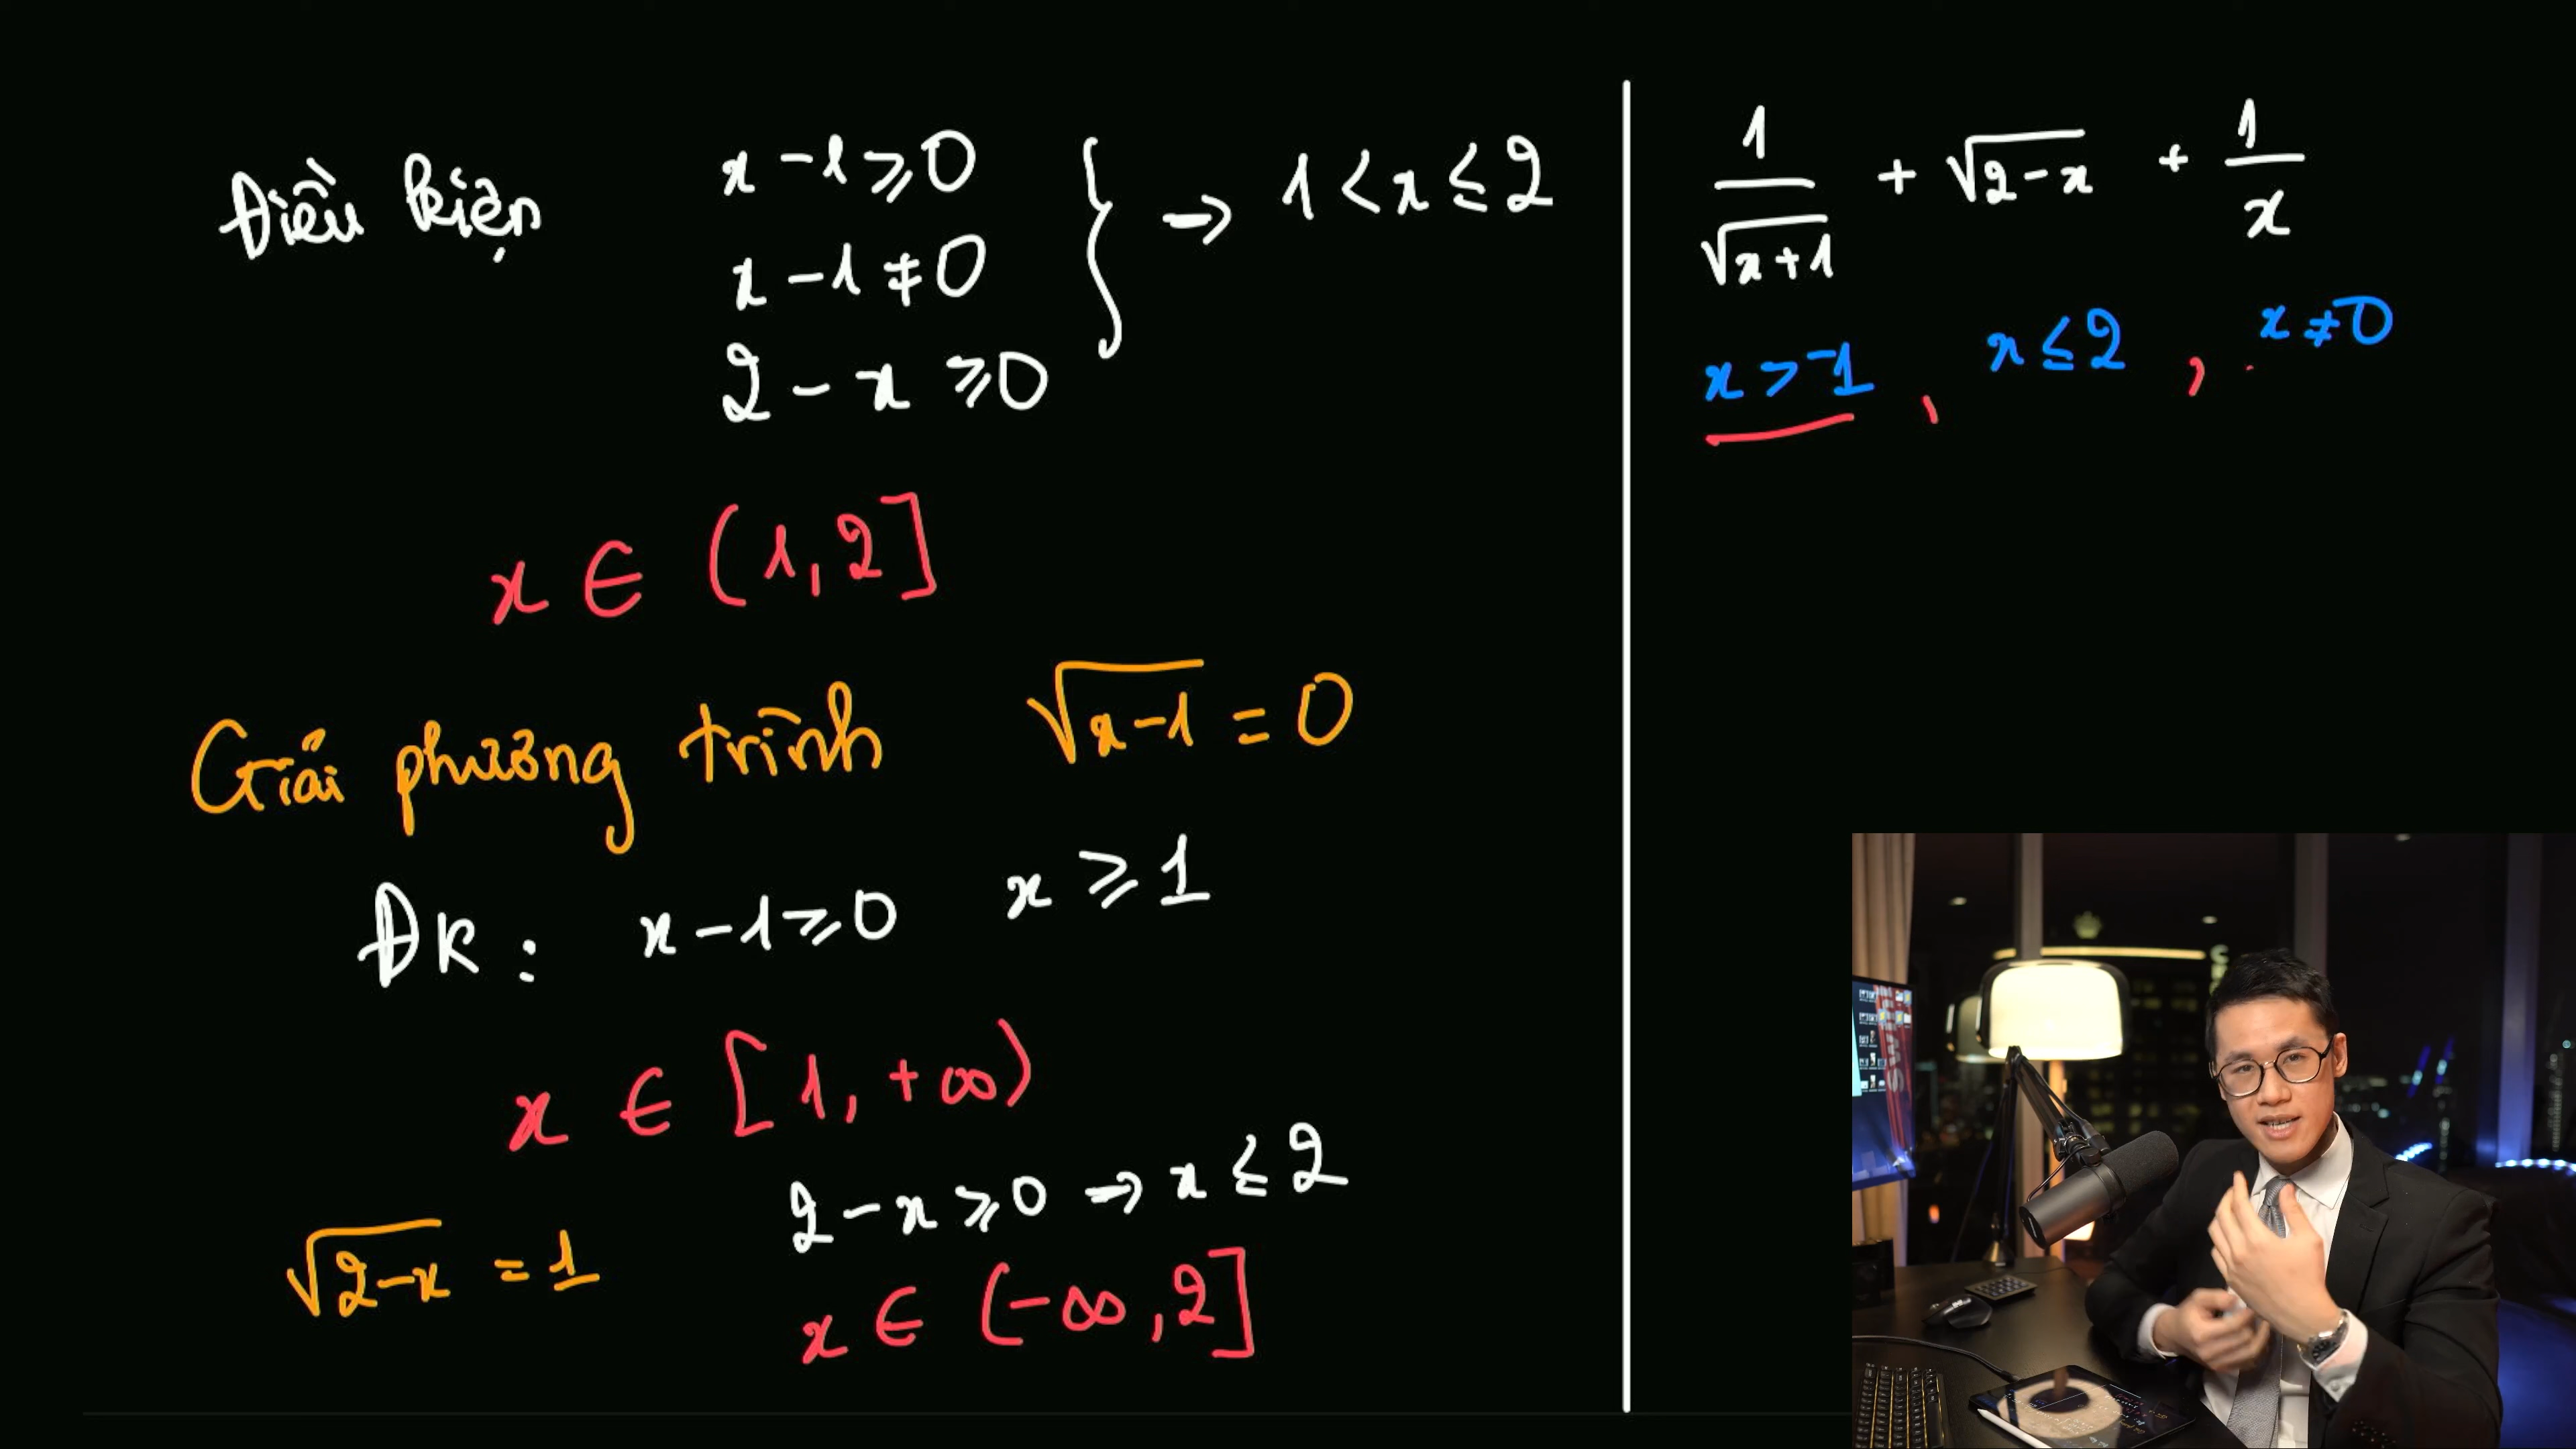 Điều kiện
x - 1 ⩾ 0
x - 1 ≠ 0
2 - x ⩾ 0
} → 1 < x ≤ 2
x ∈ (1, 2]
Giải phương trình √(x-1) = 0
ĐK: x - 1 ⩾ 0 x ≥ 1
x ∈ [1, +∞)
√(2-x) = 1
2 - x ⩾ 0 → x ≤ 2
x ∈ (-∞, 2]
1/√(x+1) + √(2-x) + 1/x
x > -1 , x ≤ 2 , x ≠ 0